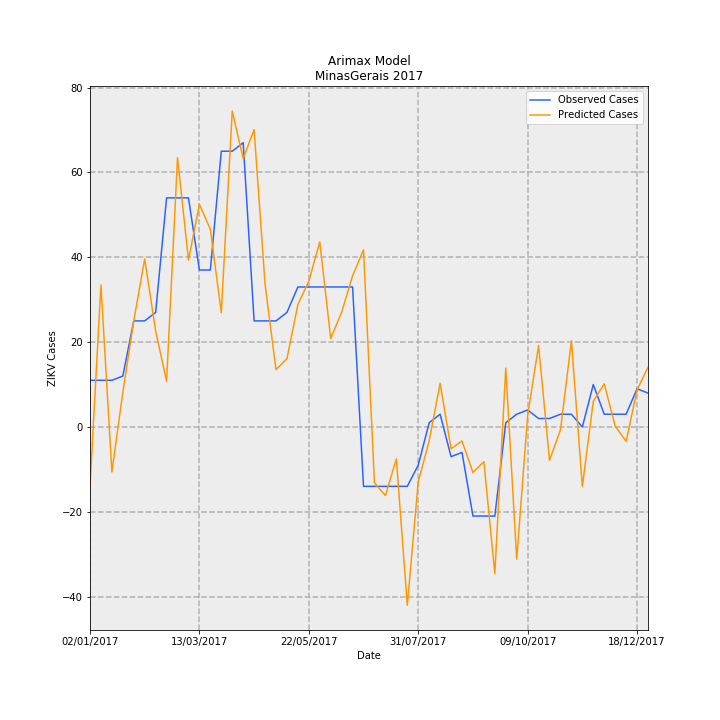 Arimax Model
MinasGerais 2017
Observed Cases
Predicted Cases
80
60
40
20
0
−20
−40
ZIKV Cases
02/01/2017
13/03/2017
22/05/2017
31/07/2017
09/10/2017
18/12/2017
Date